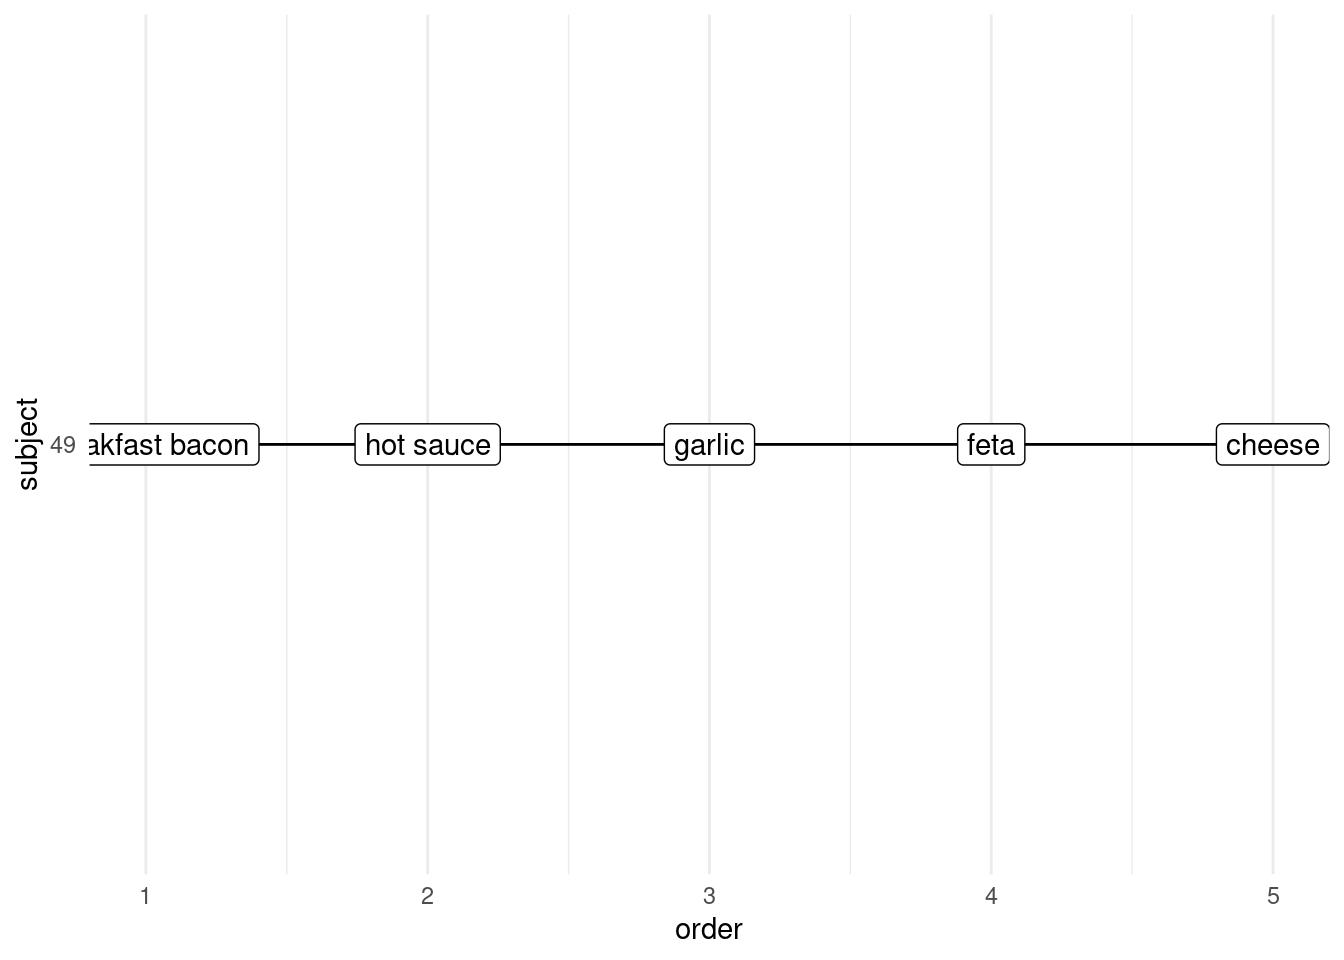 subject
49
akfast bacon
hot sauce
garlic
feta
cheese
1
2
3
4
5
order